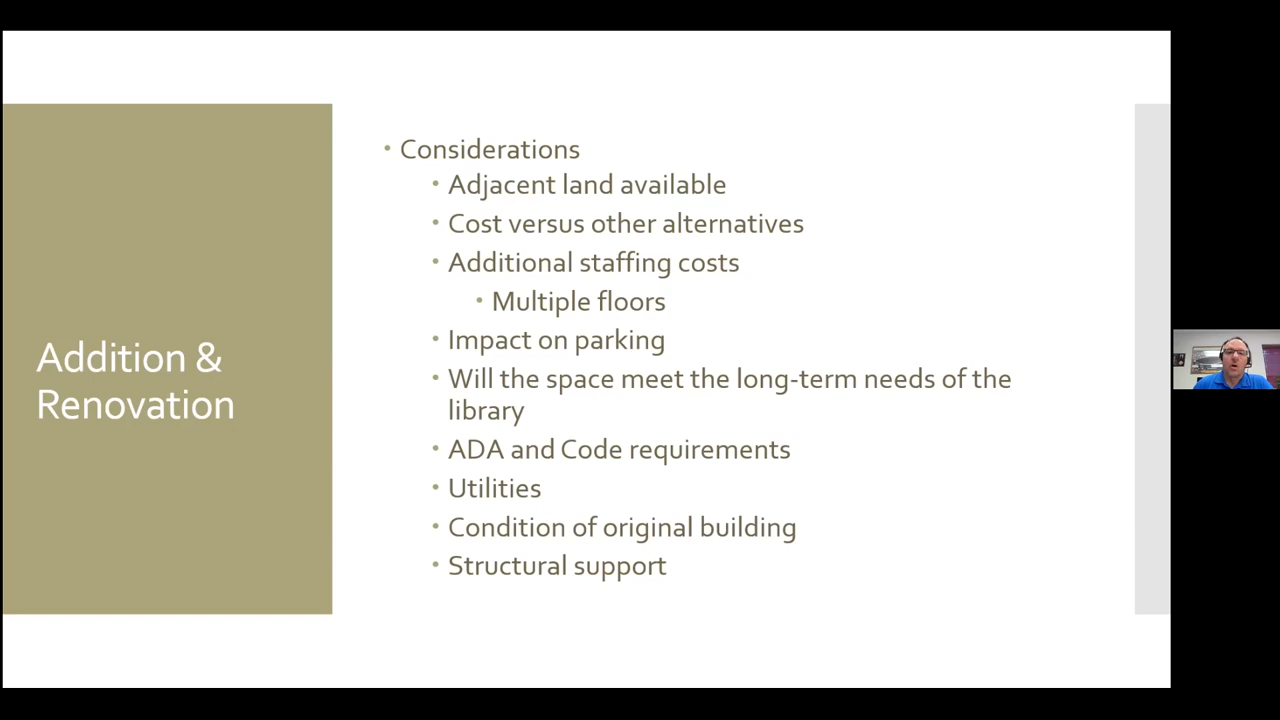 Addition &
Renovation
• Considerations
• Adjacent land available
• Cost versus other alternatives
• Additional staffing costs
• Multiple floors
• Impact on parking
• Will the space meet the long-term needs of the
library
• ADA and Code requirements
• Utilities
• Condition of original building
• Structural support